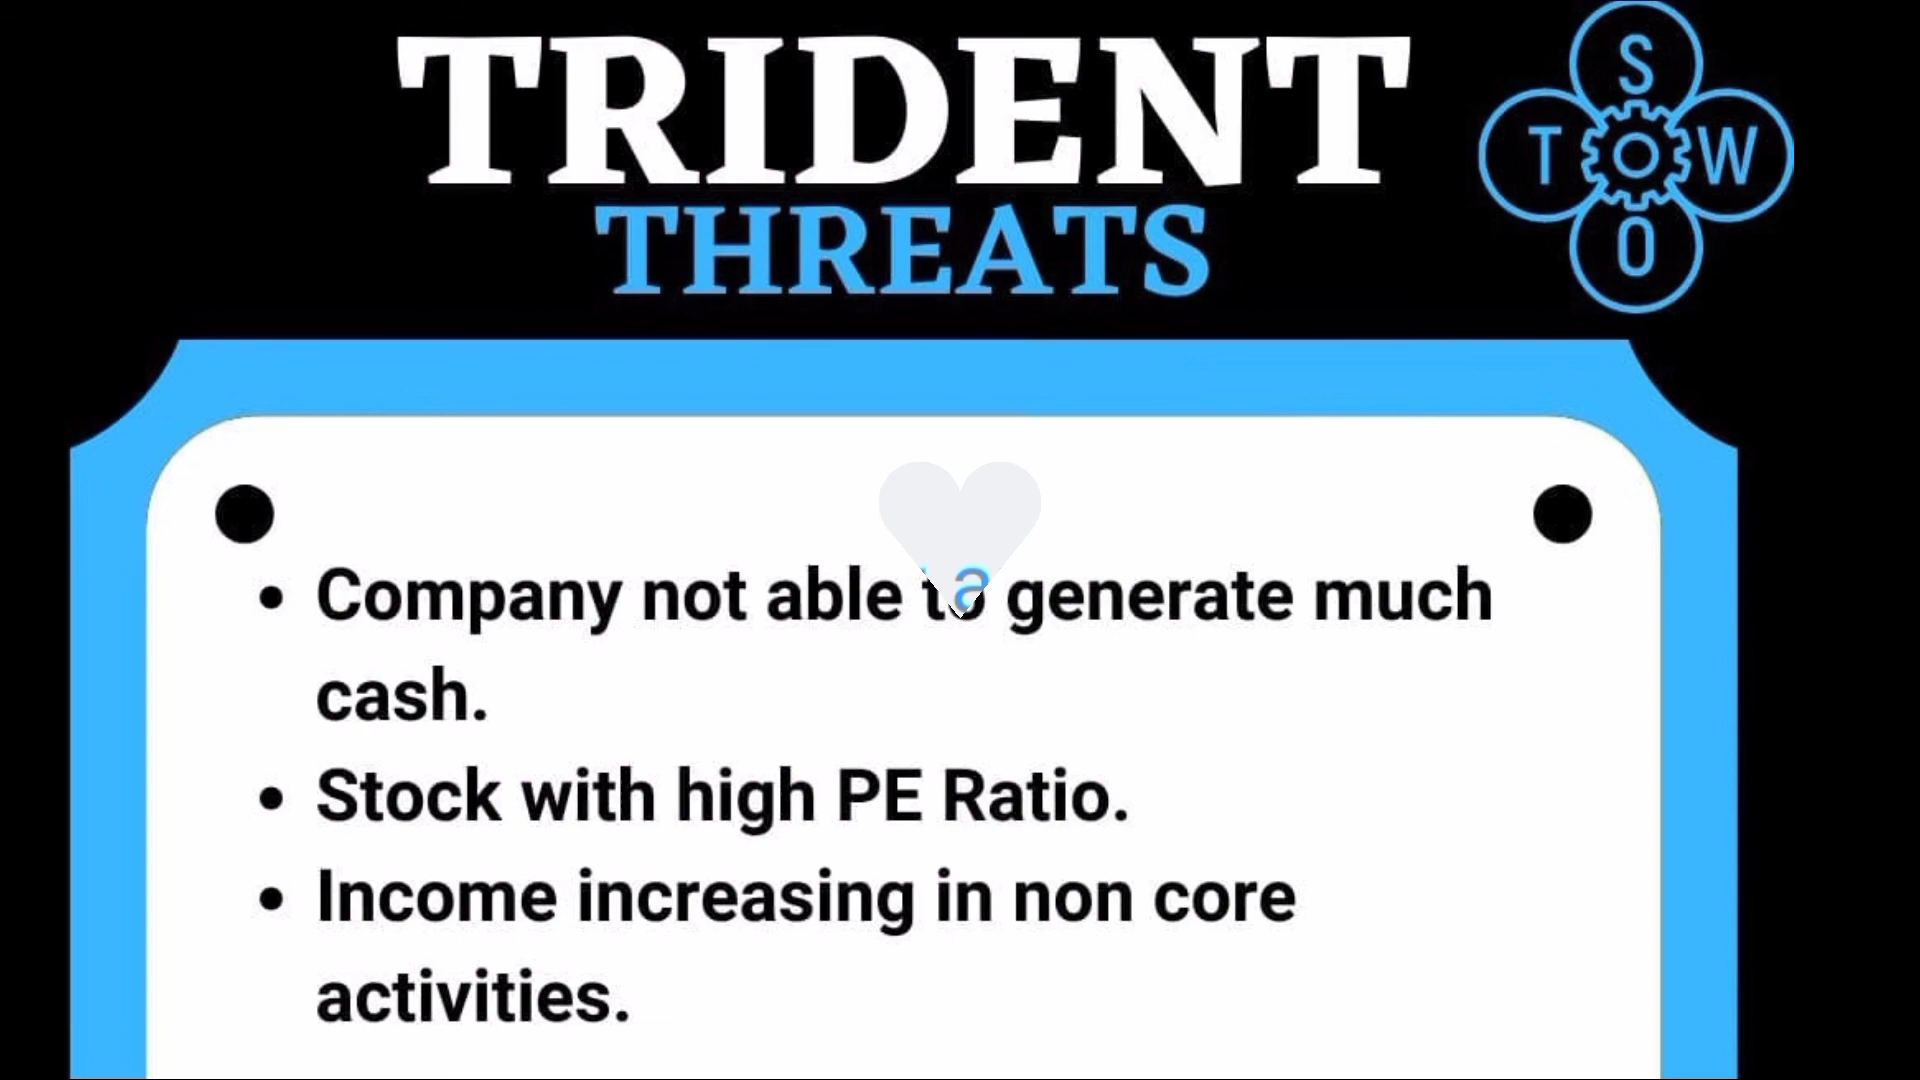 TRIDENT
THREATS
S
T W
O
• Company not able to generate much
cash.
• Stock with high PE Ratio.
• Income increasing in non core
activities.